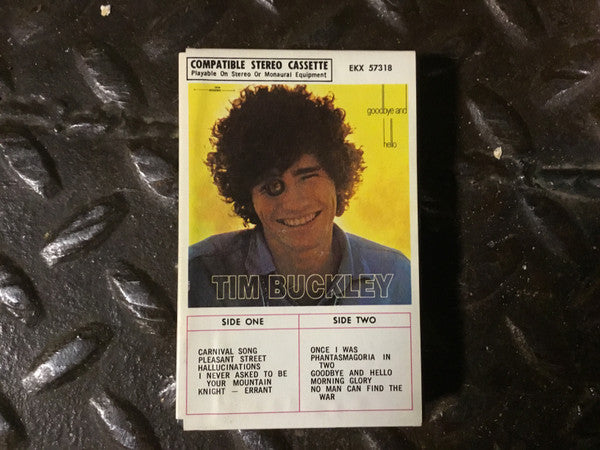 COMPATIBLE STEREO CASSETTE
Playable On Stereo Or Monaural Equipment
EKX 57318
goodbye and
hello
TIM BUCKLEY
SIDE ONE
CARNIVAL SONG
PLEASANT STREET
HALLUCINATIONS
I NEVER ASKED TO BE
YOUR MOUNTAIN
KNIGHT — ERRANT
SIDE TWO
ONCE I WAS
PHANTASMAGORIA IN
TWO
GOODBYE AND HELLO
MORNING GLORY
NO MAN CAN FIND THE
WAR